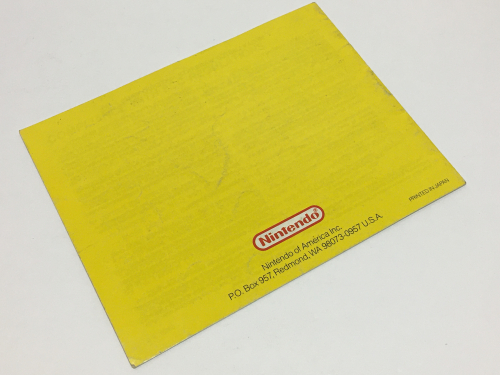 Nintendo
Nintendo of America Inc.
P.O. Box 957, Redmond, WA 98073-0957 U.S.A.
PRINTED IN JAPAN